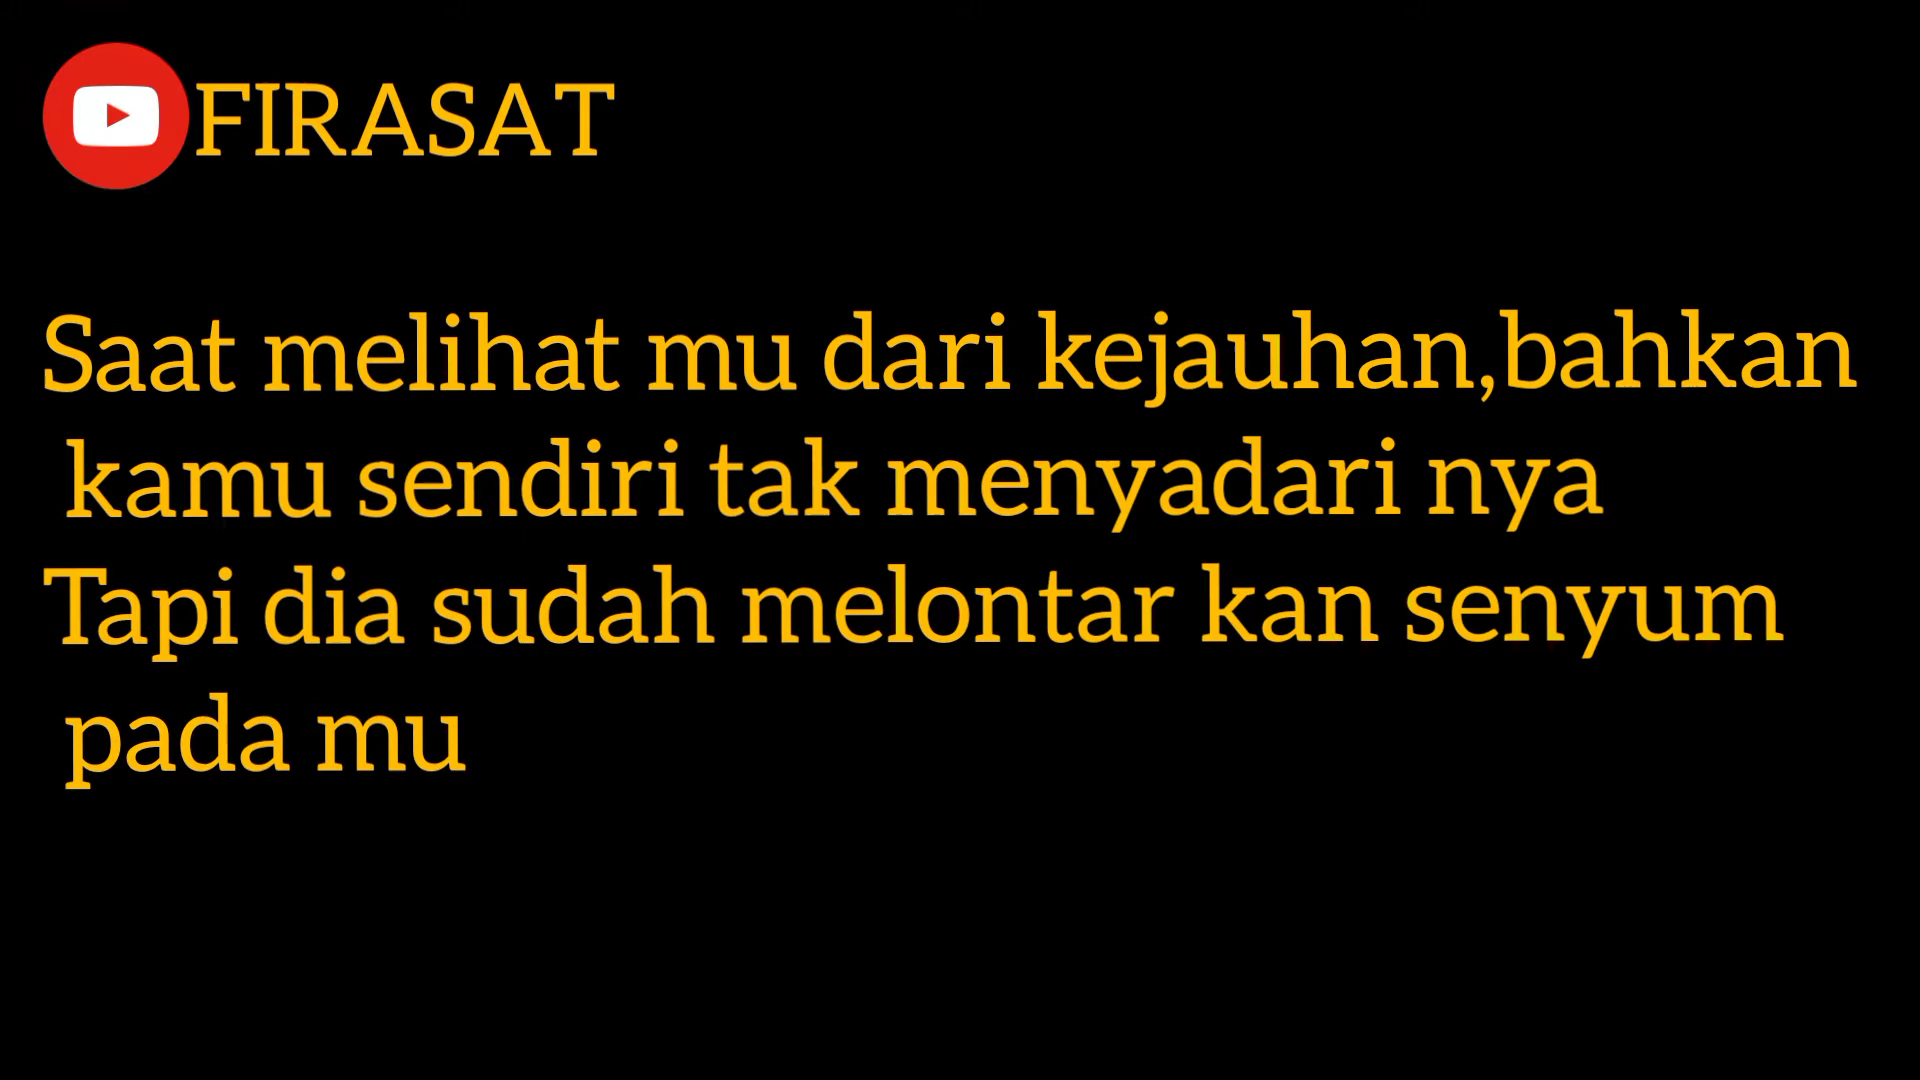 FIRASAT
Saat melihat mu dari kejauhan,bahkan
kamu sendiri tak menyadari nya
Tapi dia sudah melontar kan senyum
pada mu